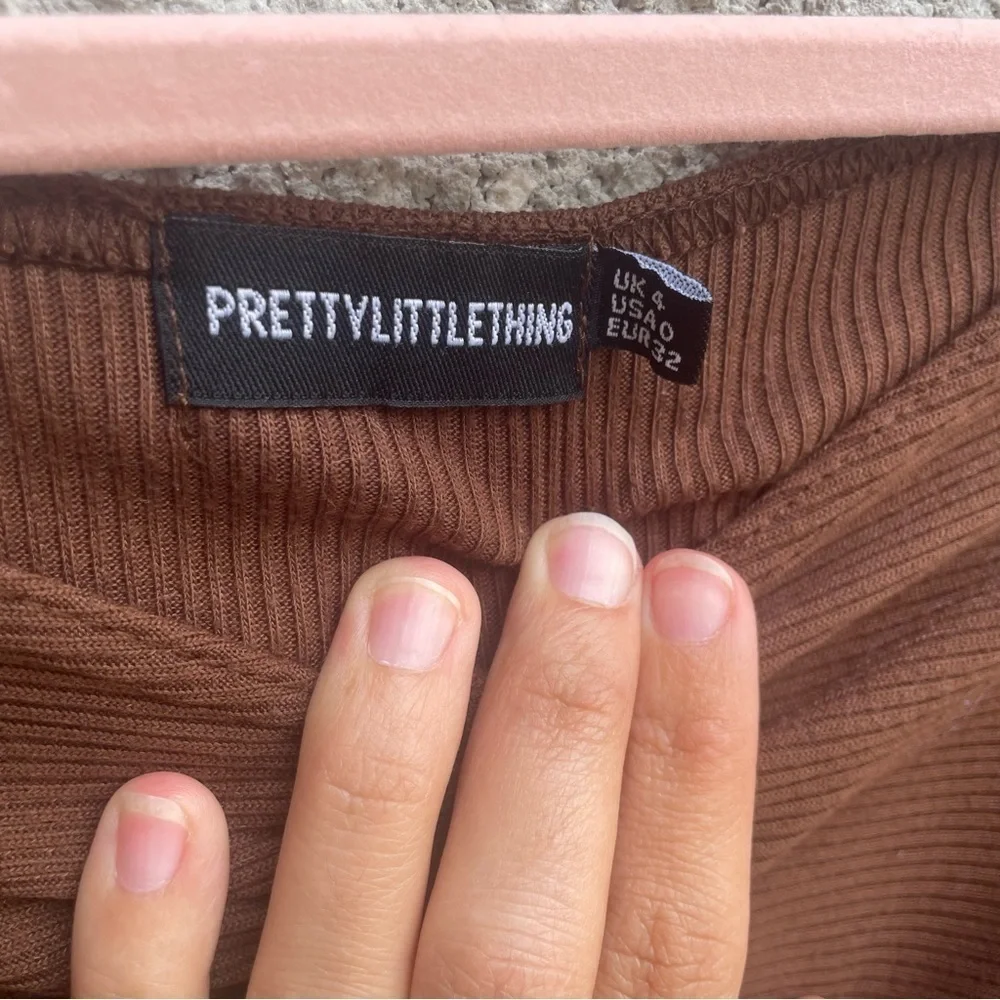 PRETTYLITTLETHING
UK 4
USA 0
EUR 32